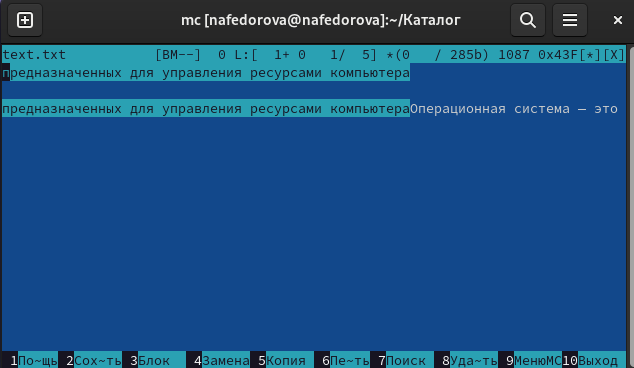 mc [nafedorova@nafedorova]:~/Каталог
text.txt [BM--] 0 L:[ 1+ 0 1/ 5] *(0 / 285b) 1087 0x43F[*][X]
предназначенных для управления ресурсами компьютера
предназначенных для управления ресурсами компьютераОперационная система — это
1По~щь 2Сох~ть 3Блок 4Замена 5Копия 6Пе~ть 7Поиск 8Уда~ть 9МенюМС 10Выход